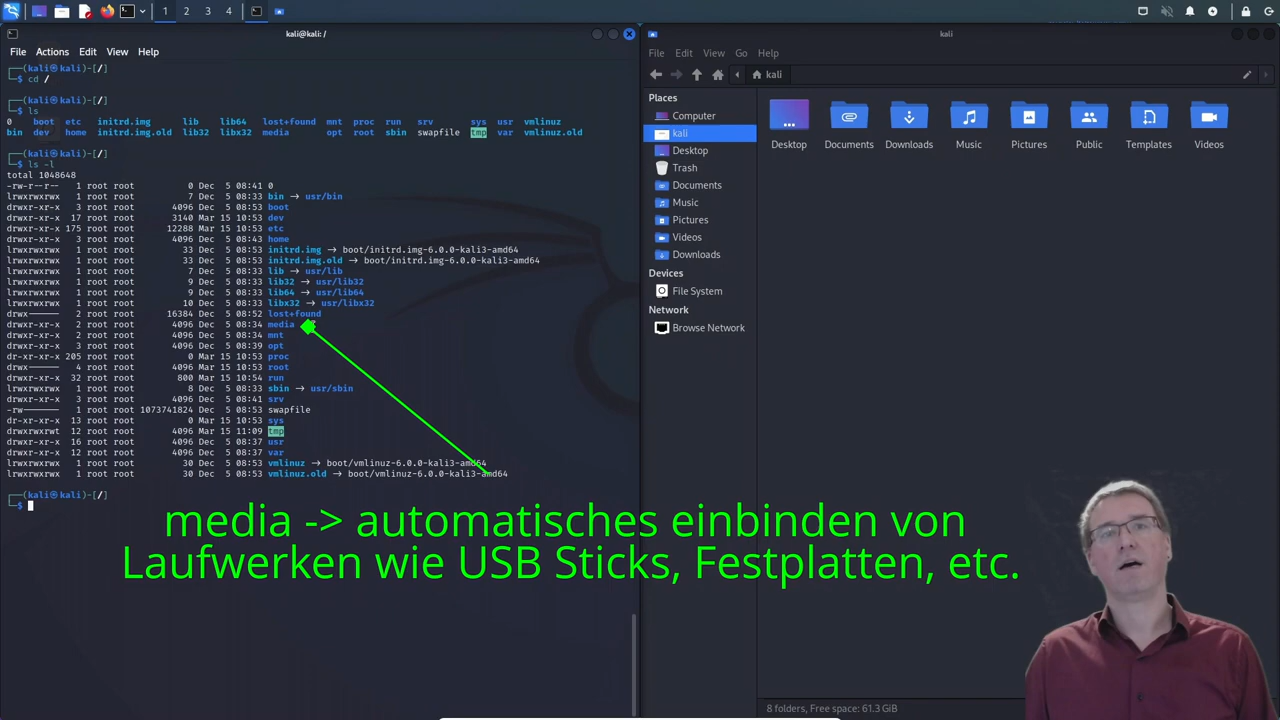 1 2 3 4
kali@kali: /
File Actions Edit View Help
┌──(kali㉿kali)-[/]
└─$ cd /
┌──(kali㉿kali)-[/]
└─$ ls
0 boot etc initrd.img lib lib64 lost+found mnt proc run srv sys usr vmlinuz
bin dev home initrd.img.old lib32 libx32 media opt root sbin swapfile tmp var vmlinuz.old
┌──(kali㉿kali)-[/]
└─$ ls -l
total 1048648
-rw-r--r-- 1 root root 0 Dec 5 08:41 0
lrwxrwxrwx 1 root root 7 Dec 5 08:33 bin → usr/bin
drwxr-xr-x 3 root root 4096 Dec 5 08:53 boot
drwxr-xr-x 17 root root 3140 Mar 15 10:53 dev
drwxr-xr-x 175 root root 12288 Mar 15 10:53 etc
drwxr-xr-x 3 root root 4096 Dec 5 08:43 home
lrwxrwxrwx 1 root root 33 Dec 5 08:53 initrd.img → boot/initrd.img-6.0.0-kali3-amd64
lrwxrwxrwx 1 root root 33 Dec 5 08:53 initrd.img.old → boot/initrd.img-6.0.0-kali3-amd64
lrwxrwxrwx 1 root root 7 Dec 5 08:33 lib → usr/lib
lrwxrwxrwx 1 root root 9 Dec 5 08:33 lib32 → usr/lib32
lrwxrwxrwx 1 root root 9 Dec 5 08:33 lib64 → usr/lib64
lrwxrwxrwx 1 root root 10 Dec 5 08:33 libx32 → usr/libx32
drwx------ 2 root root 16384 Dec 5 08:52 lost+found
drwxr-xr-x 2 root root 4096 Dec 5 08:34 media
drwxr-xr-x 2 root root 4096 Dec 5 08:34 mnt
drwxr-xr-x 3 root root 4096 Dec 5 08:39 opt
dr-xr-xr-x 205 root root 0 Mar 15 10:53 proc
drwx------ 4 root root 4096 Dec 5 08:53 root
drwxr-xr-x 32 root root 800 Mar 15 10:54 run
lrwxrwxrwx 1 root root 8 Dec 5 08:33 sbin → usr/sbin
drwxr-xr-x 3 root root 4096 Dec 5 08:41 srv
-rw------- 1 root root 1073741824 Dec 5 08:53 swapfile
dr-xr-xr-x 13 root root 0 Mar 15 10:53 sys
drwxrwxrwt 12 root root 4096 Mar 15 11:09 tmp
drwxr-xr-x 16 root root 4096 Dec 5 08:37 usr
drwxr-xr-x 12 root root 4096 Dec 5 08:37 var
lrwxrwxrwx 1 root root 30 Dec 5 08:53 vmlinuz → boot/vmlinuz-6.0.0-kali3-amd64
lrwxrwxrwx 1 root root 30 Dec 5 08:53 vmlinuz.old → boot/vmlinuz-6.0.0-kali3-amd64
┌──(kali㉿kali)-[/]
└─$
kali
File Edit View Go Help
kali
Places
Computer
kali
Desktop
Trash
Documents
Music
Pictures
Videos
Downloads
Devices
File System
Network
Browse Network
Desktop Documents Downloads Music Pictures Public Templates Videos
8 folders, Free space: 61.3 GiB
media -> automatisches einbinden von
Laufwerken wie USB Sticks, Festplatten, etc.